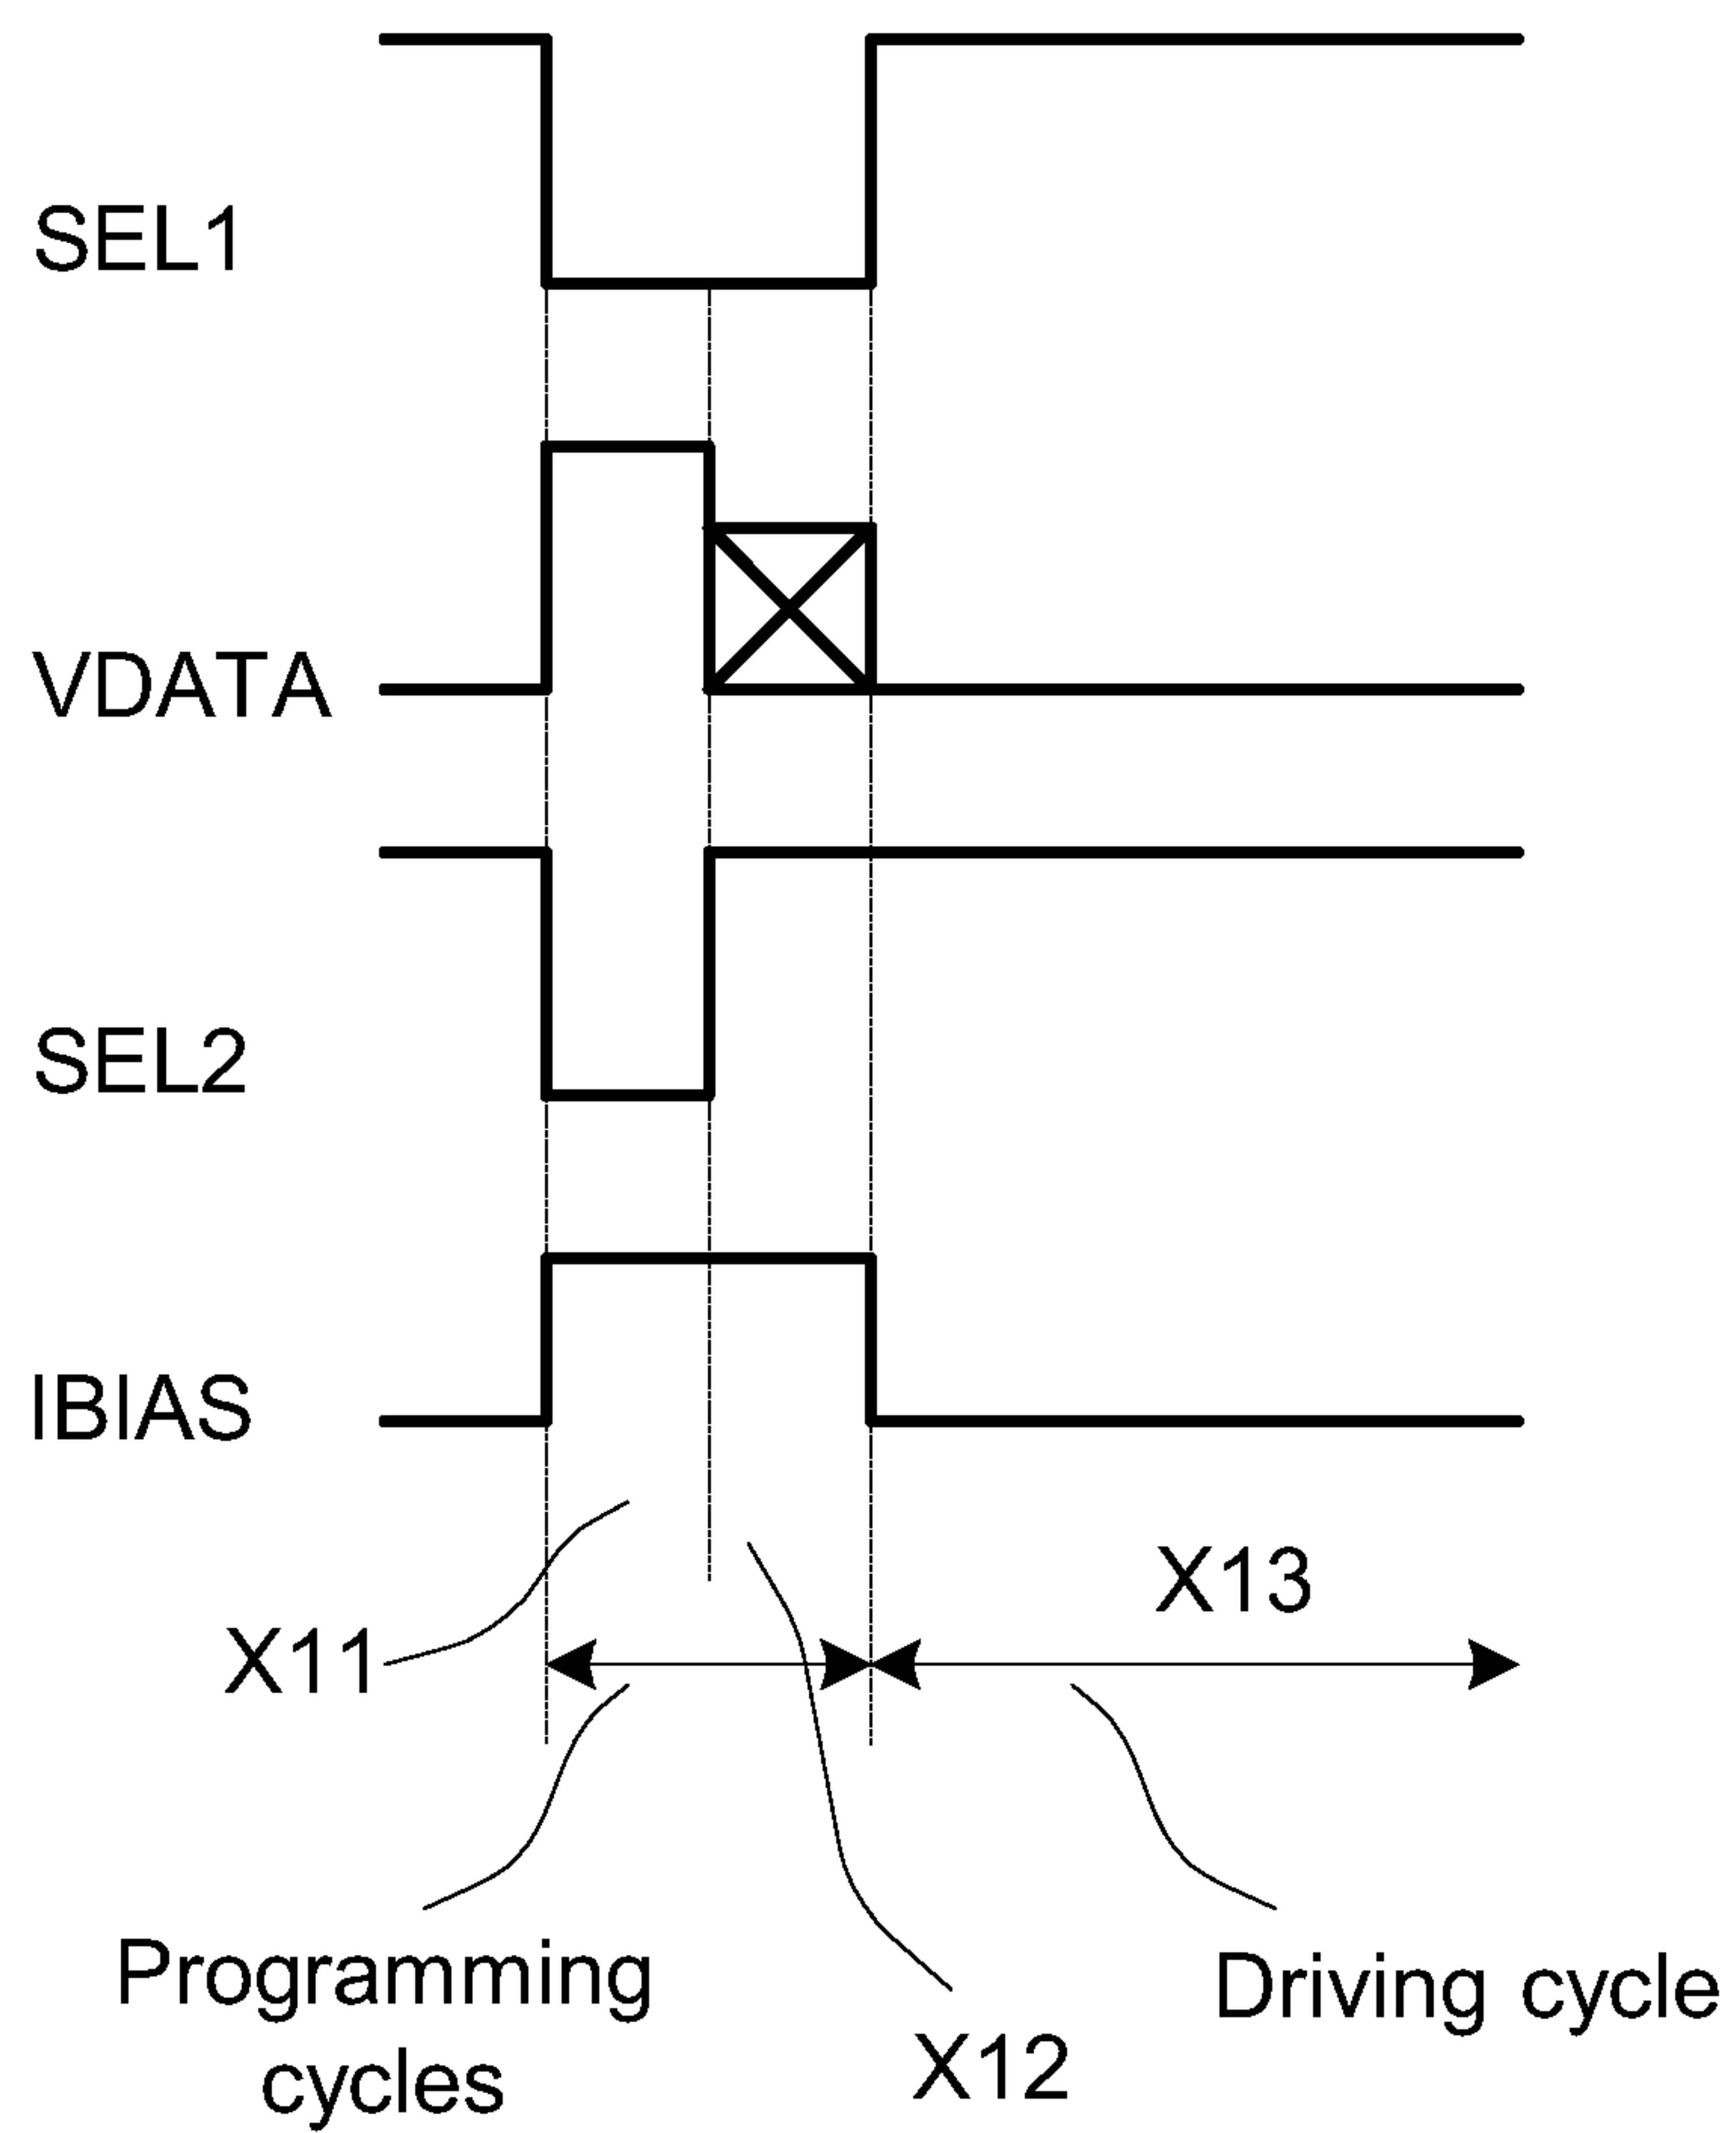 SEL1
VDATA
SEL2
IBIAS
X13
X11
Programming
cycles
Driving cycle
X12